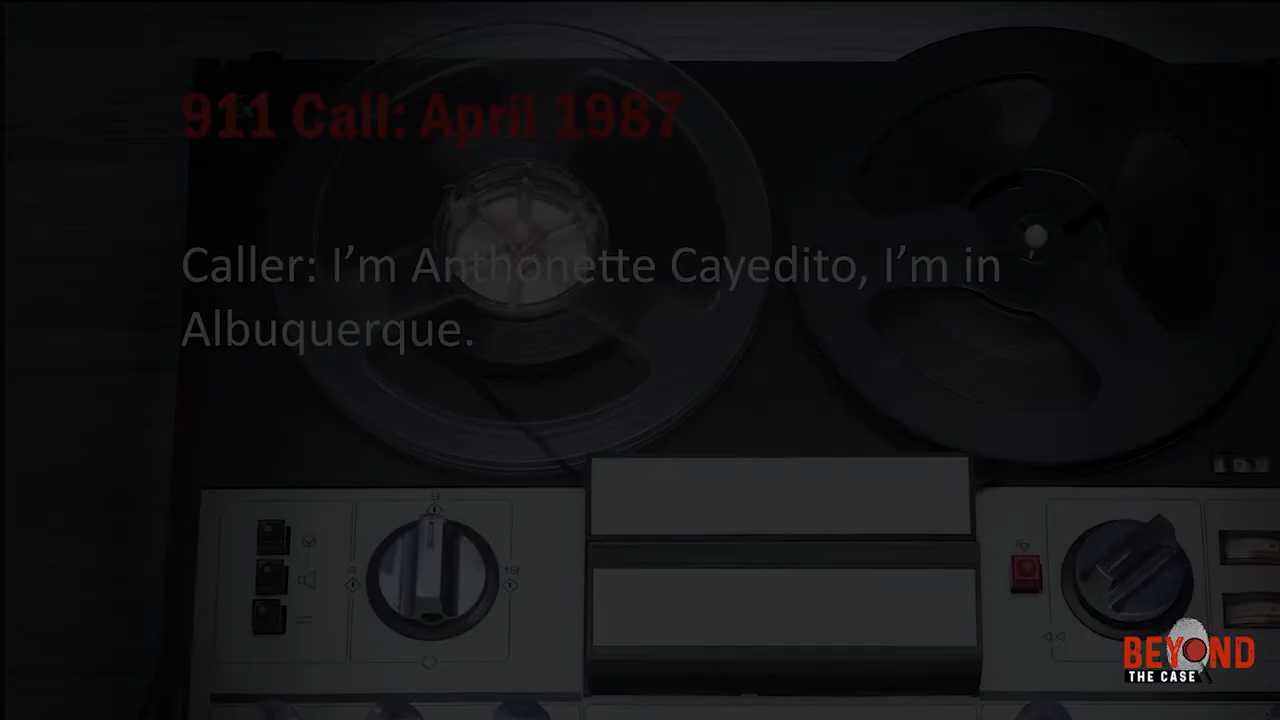 911 Call: April 1987
Caller: I’m Anthonette Cayedito, I’m in
Albuquerque.
BEYOND
THE CASE